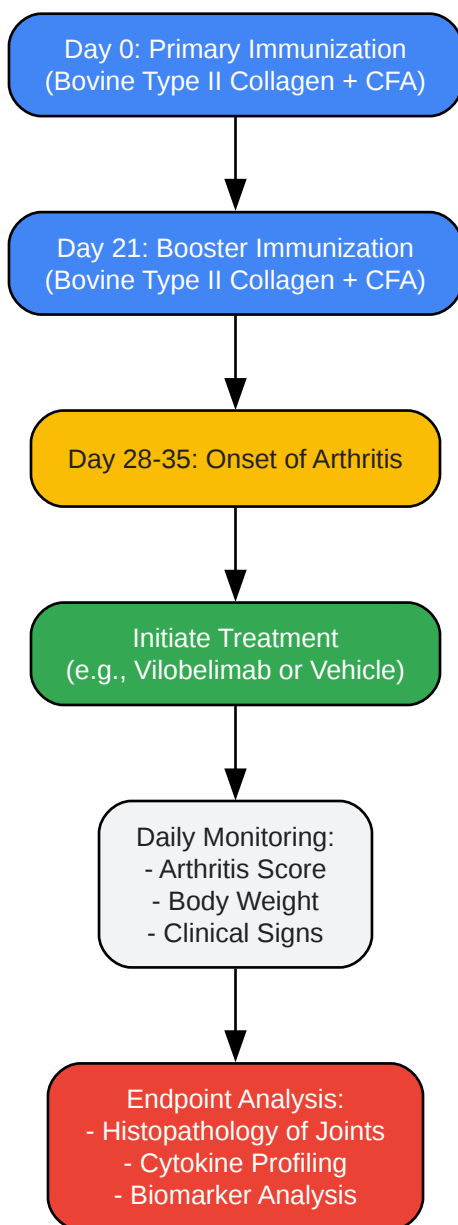 Day 0: Primary Immunization
(Bovine Type II Collagen + CFA)
Day 21: Booster Immunization
(Bovine Type II Collagen + CFA)
Day 28-35: Onset of Arthritis
Initiate Treatment
(e.g., Vilobelimab or Vehicle)
Daily Monitoring:
- Arthritis Score
- Body Weight
- Clinical Signs
Endpoint Analysis:
- Histopathology of Joints
- Cytokine Profiling
- Biomarker Analysis